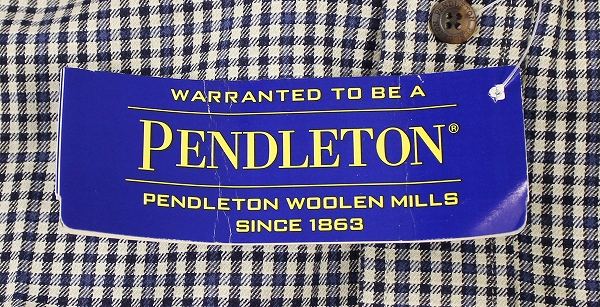 WARRANTED TO BE A
PENDLETON®
PENDLETON WOOLEN MILLS
SINCE 1863